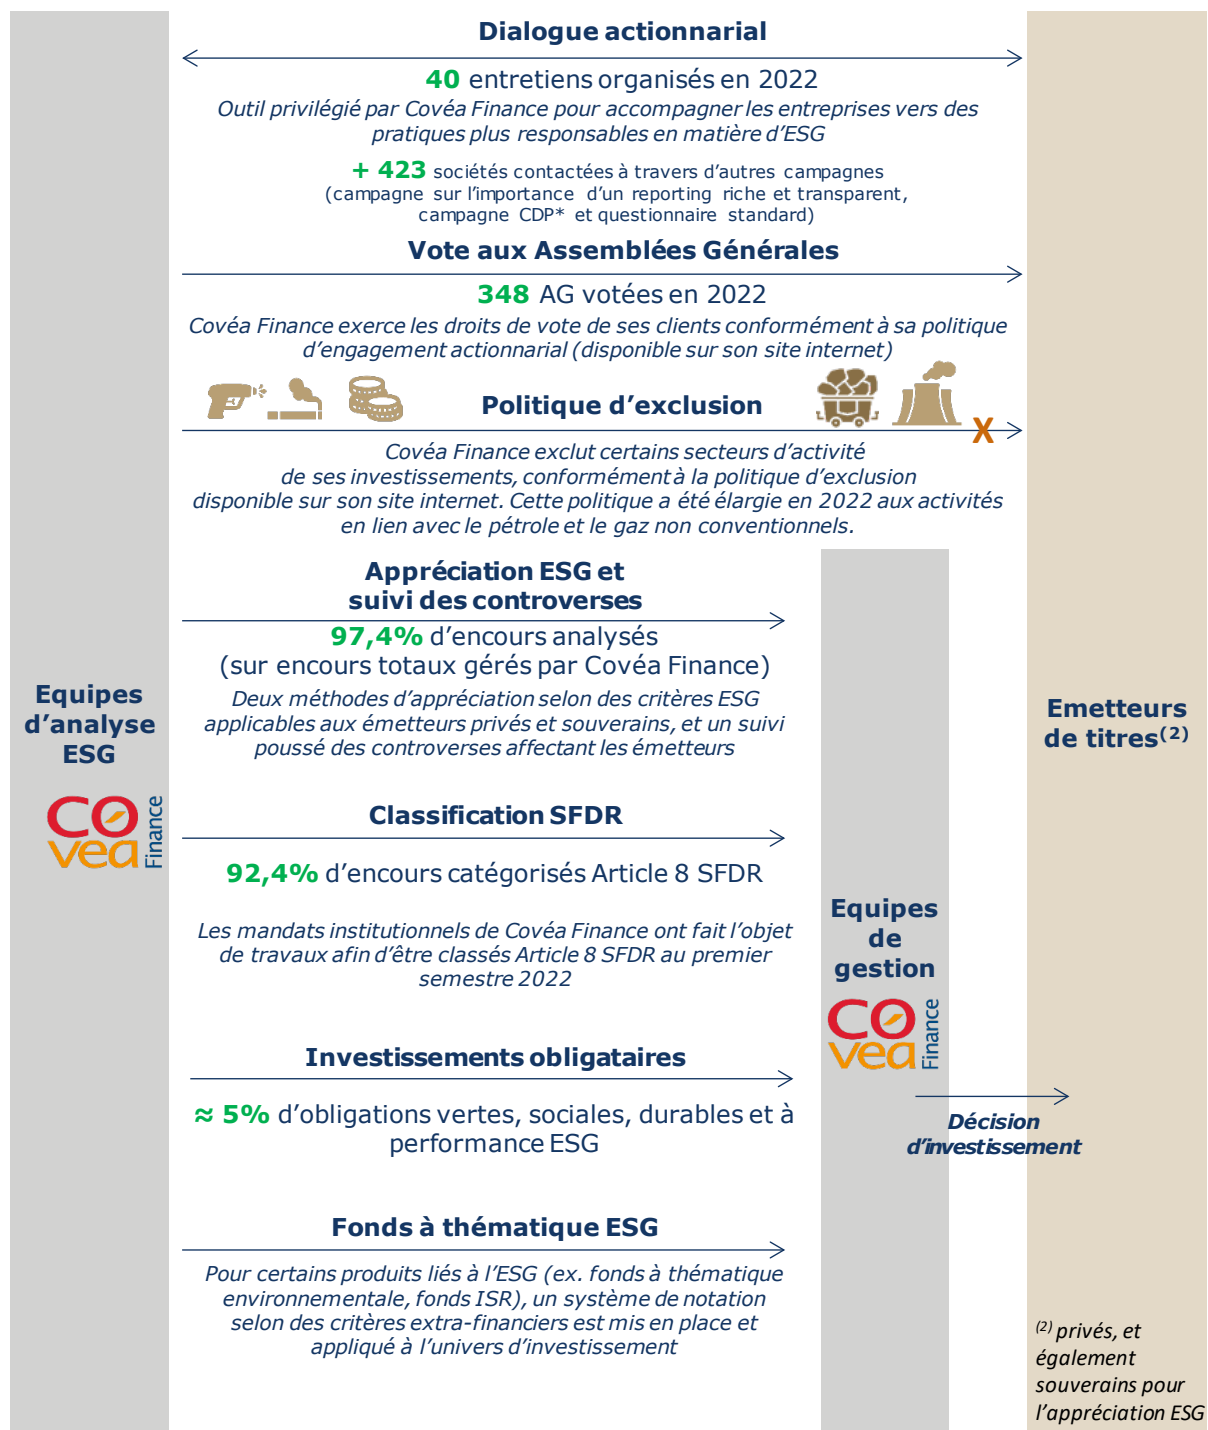 Dialogue actionnarial
40 entretiens organisés en 2022
Outil privilégié par Covéa Finance pour accompagner les entreprises vers des
pratiques plus responsables en matière d’ESG
+ 423 sociétés contactées à travers d’autres campagnes
(campagne sur l’importance d’un reporting riche et transparent,
campagne CDP* et questionnaire standard)
Vote aux Assemblées Générales
348 AG votées en 2022
Covéa Finance exerce les droits de vote de ses clients conformément à sa politique
d’engagement actionnarial (disponible sur son site internet)
Politique d’exclusion
X
Covéa Finance exclut certains secteurs d’activité
de ses investissements, conformément à la politique d’exclusion
disponible sur son site internet. Cette politique a été élargie en 2022 aux activités
en lien avec le pétrole et le gaz non conventionnels.
Appréciation ESG et
suivi des controverses
97,4% d’encours analysés
(sur encours totaux gérés par Covéa Finance)
Deux méthodes d’appréciation selon des critères ESG
applicables aux émetteurs privés et souverains, et un suivi
poussé des controverses affectant les émetteurs
Equipes
d’analyse
ESG
Covéa
Finance
Emetteurs
de titres(2)
Classification SFDR
92,4% d’encours catégorisés Article 8 SFDR
Les mandats institutionnels de Covéa Finance ont fait l’objet
de travaux afin d’être classés Article 8 SFDR au premier
semestre 2022
Equipes
de
gestion
Covéa
Finance
Investissements obligataires
≈ 5% d’obligations vertes, sociales, durables et à
performance ESG
Décision
d’investissement
Fonds à thématique ESG
Pour certains produits liés à l’ESG (ex. fonds à thématique
environnementale, fonds ISR), un système de notation
selon des critères extra-financiers est mis en place et
appliqué à l’univers d’investissement
(2) privés, et
également
souverains pour
l’appréciation ESG